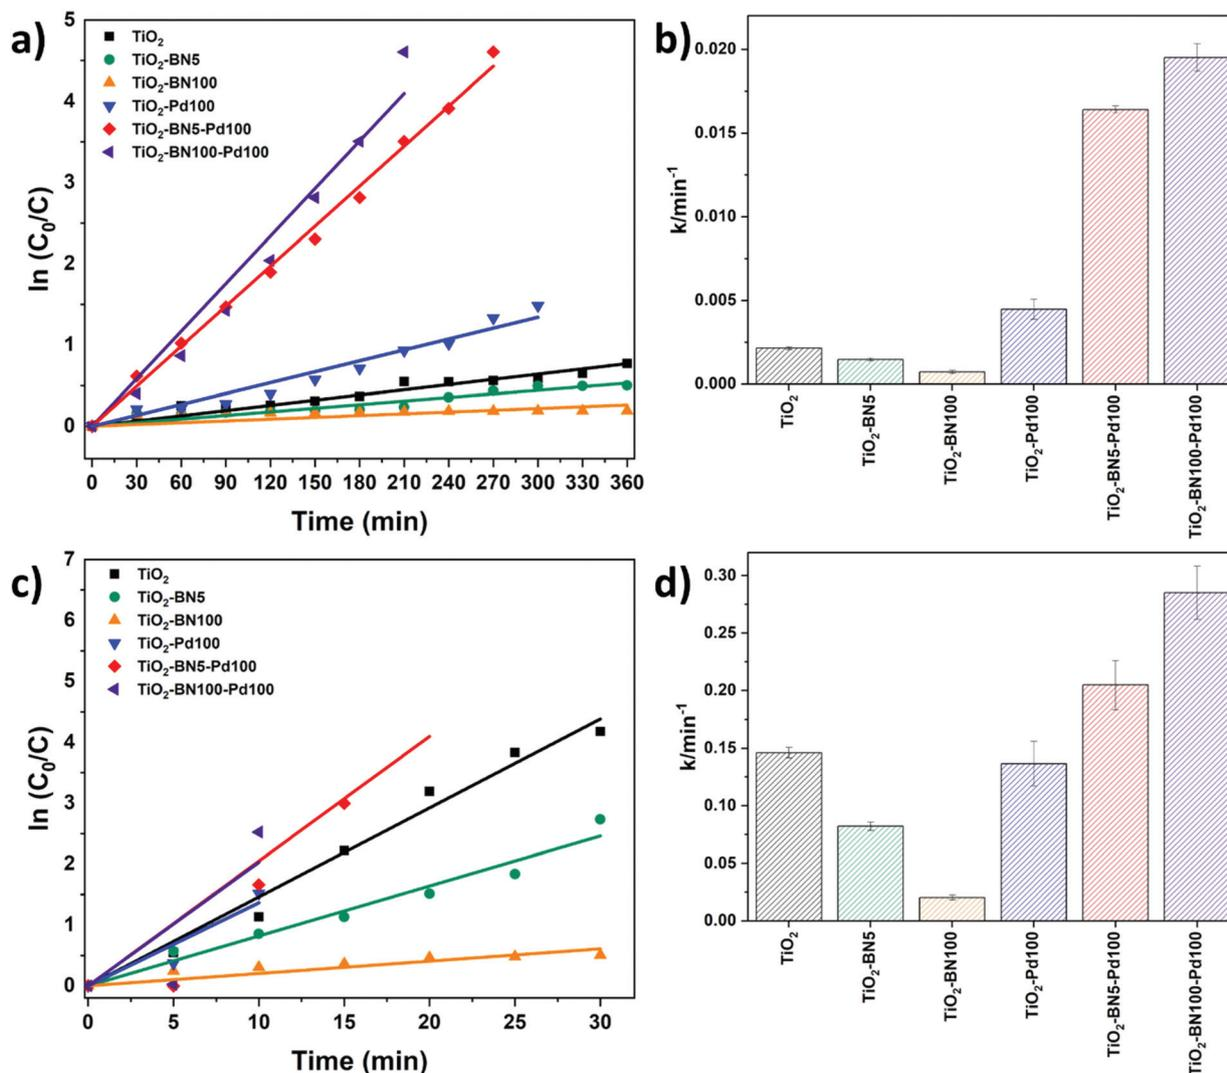 a)
5
4
3
2
1
0
ln (C₀/C)
TiO₂
TiO₂-BN5
TiO₂-BN100
TiO₂-Pd100
TiO₂-BN5-Pd100
TiO₂-BN100-Pd100
0 30 60 90 120 150 180 210 240 270 300 330 360
Time (min)
b)
0.020
0.015
0.010
0.005
0.000
k/min⁻¹
TiO₂
TiO₂-BN5
TiO₂-BN100
TiO₂-Pd100
TiO₂-BN5-Pd100
TiO₂-BN100-Pd100
c)
7
6
5
4
3
2
1
0
ln (C₀/C)
TiO₂
TiO₂-BN5
TiO₂-BN100
TiO₂-Pd100
TiO₂-BN5-Pd100
TiO₂-BN100-Pd100
0 5 10 15 20 25 30
Time (min)
d)
0.30
0.25
0.20
0.15
0.10
0.05
0.00
k/min⁻¹
TiO₂
TiO₂-BN5
TiO₂-BN100
TiO₂-Pd100
TiO₂-BN5-Pd100
TiO₂-BN100-Pd100